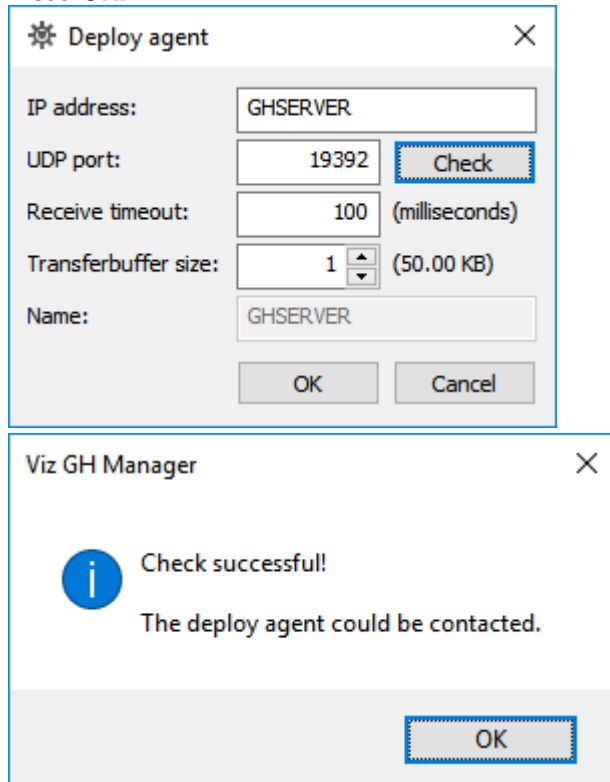 Deploy agent
IP address: GHSERVER
UDP port: 19392 Check
Receive timeout: 100 (milliseconds)
Transferbuffer size: 1 (50.00 KB)
Name: GHSERVER
OK Cancel
Viz GH Manager
Check successful!
The deploy agent could be contacted.
OK